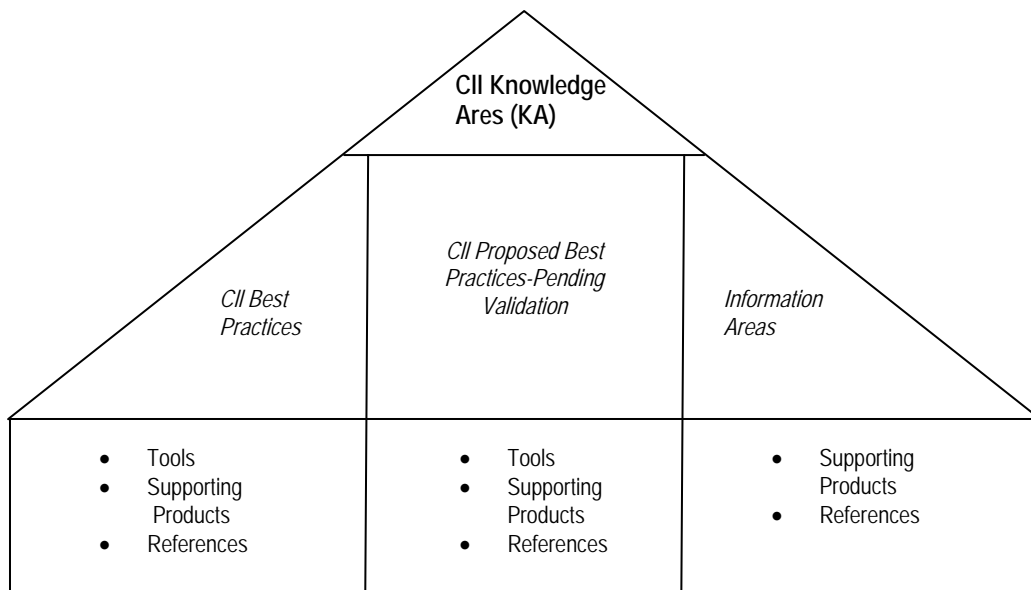 CII Knowledge
Ares (KA)
CII Best
Practices
CII Proposed Best
Practices-Pending
Validation
Information
Areas
• Tools
• Supporting
Products
• References
• Tools
• Supporting
Products
• References
• Supporting
Products
• References